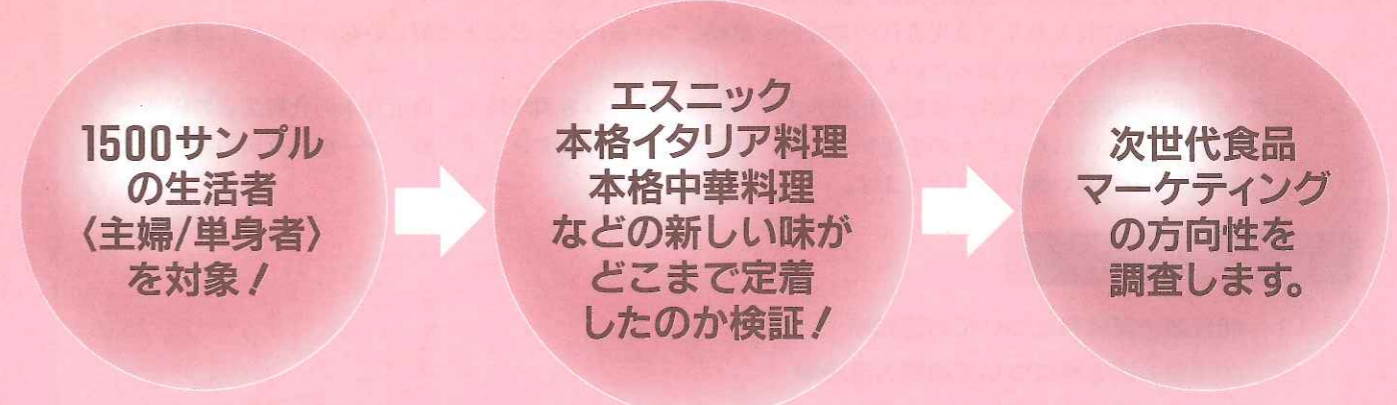 1500サンプル
の生活者
〈主婦/単身者〉
を対象！
エスニック
本格イタリア料理
本格中華料理
などの新しい味が
どこまで定着
したのか検証！
次世代食品
マーケティング
の方向性を
調査します。